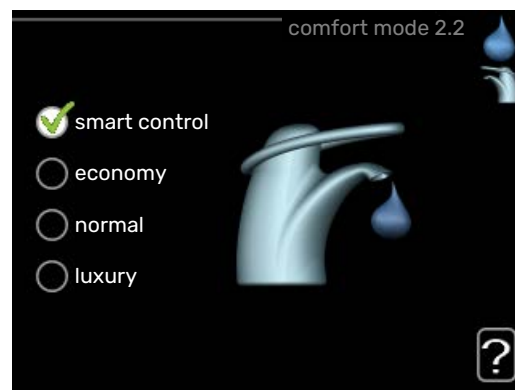 comfort mode 2.2
smart control
economy
normal
luxury
?